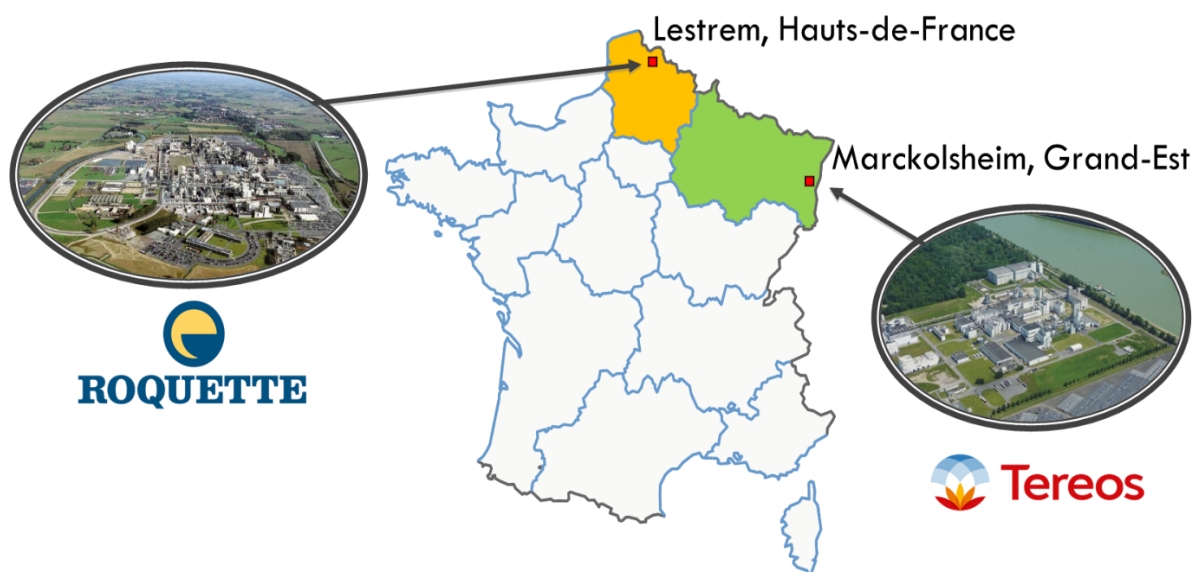 Lestrem, Hauts-de-France
Marckolsheim, Grand-Est
ROQUETTE
Tereos